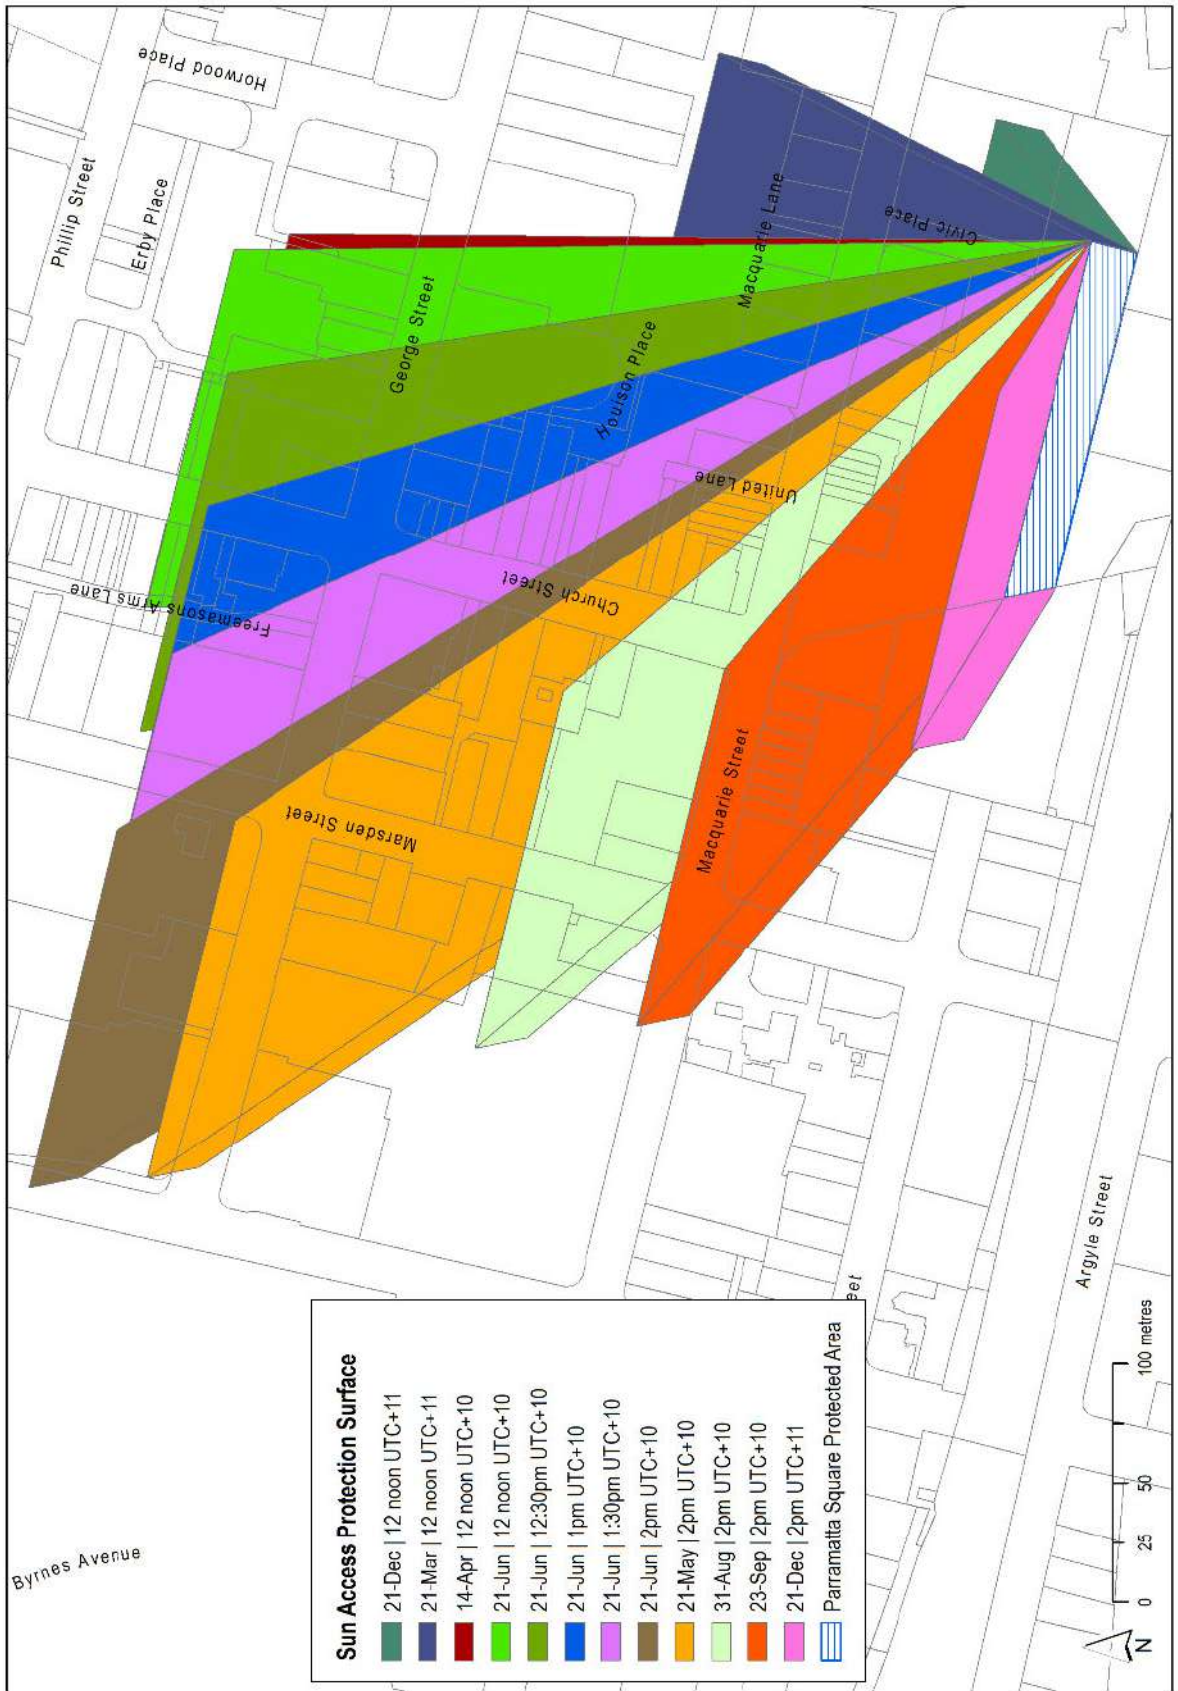 Horwood Place
Phillip Street
Erby Place
Civic Place
Macquarie Lane
George Street
Houison Place
United Lane
Church Street
Freemasons Arms Lane
Marsden Street
Macquarie Street
Argyle Street
Byrnes Avenue
eet
Sun Access Protection Surface
21-Dec | 12 noon UTC+11
21-Mar | 12 noon UTC+11
14-Apr | 12 noon UTC+10
21-Jun | 12 noon UTC+10
21-Jun | 12:30pm UTC+10
21-Jun | 1pm UTC+10
21-Jun | 1:30pm UTC+10
21-Jun | 2pm UTC+10
21-May | 2pm UTC+10
31-Aug | 2pm UTC+10
23-Sep | 2pm UTC+10
21-Dec | 2pm UTC+11
Parramatta Square Protected Area
N
0 25 50 100 metres